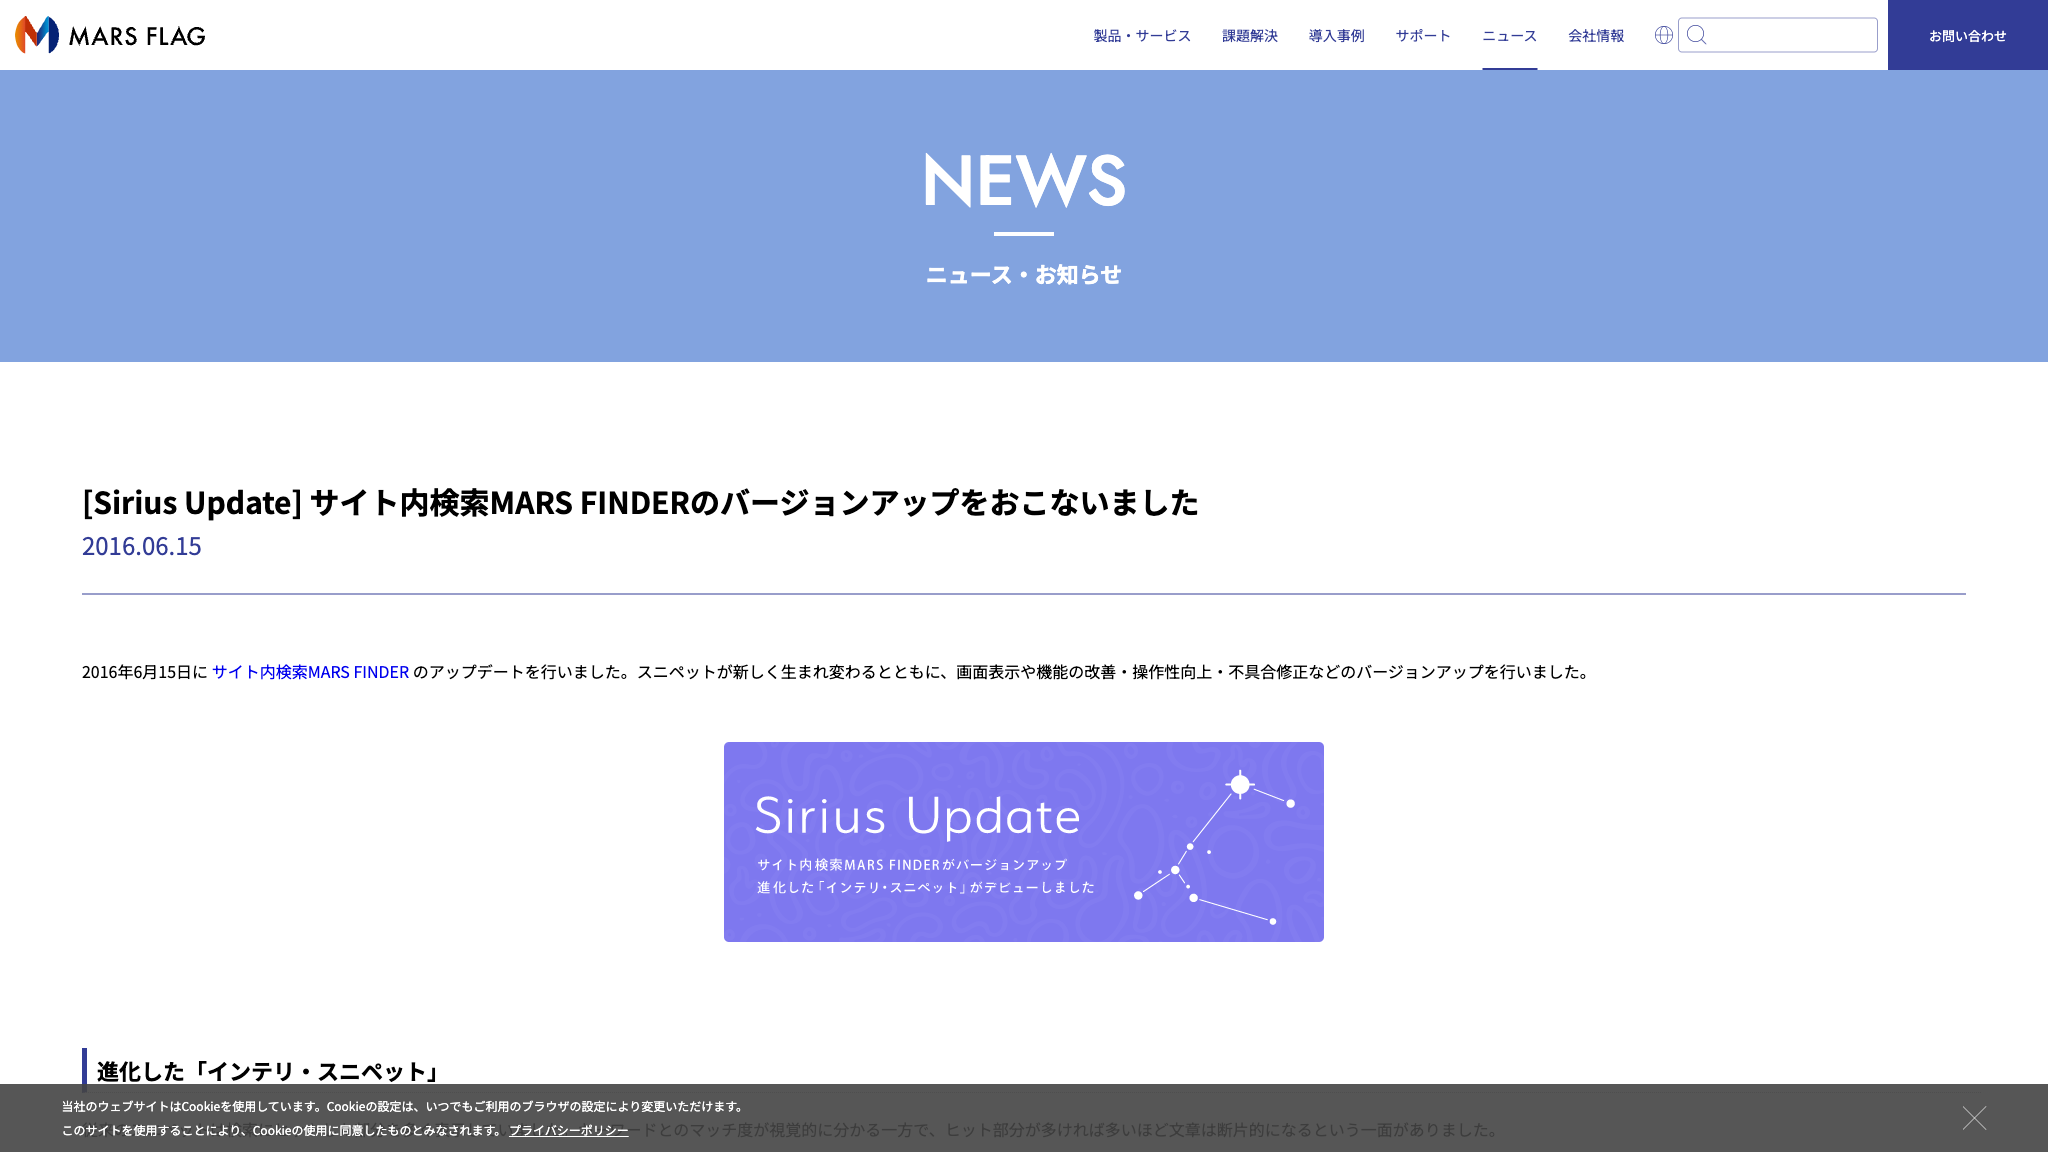 MARS FLAG
製品・サービス
課題解決
導入事例
サポート
ニュース
会社情報
お問い合わせ
NEWS
ニュース・お知らせ
[Sirius Update] サイト内検索MARS FINDERのバージョンアップをおこないました
2016.06.15
2016年6月15日に サイト内検索MARS FINDER のアップデートを行いました。スニペットが新しく生まれ変わるとともに、画面表示や機能の改善・操作性向上・不具合修正などのバージョンアップを行いました。
Sirius Update
サイト内検索MARS FINDERがバージョンアップ
進化した「インテリ・スニペット」がデビューしました
進化した「インテリ・スニペット」
当社のウェブサイトはCookieを使用しています。Cookieの設定は、いつでもご利用のブラウザの設定により変更いただけます。
このサイトを使用することにより、Cookieの使用に同意したものとみなされます。 プライバシーポリシー
ードとのマッチ度が視覚的に分かる一方で、ヒット部分が多ければ多いほど文章は断片的になるという一面がありました。